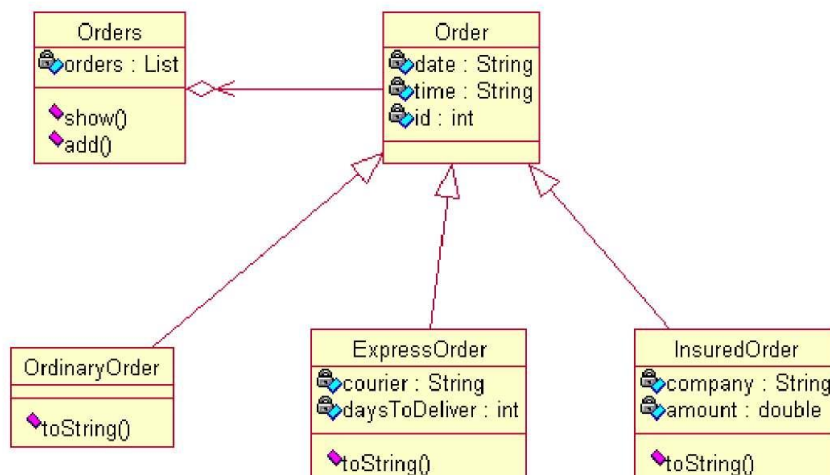 Orders
orders : List
show()
add()
Order
date : String
time : String
id : int
OrdinaryOrder
toString()
ExpressOrder
courier : String
daysToDeliver : int
toString()
InsuredOrder
company : String
amount : double
toString()